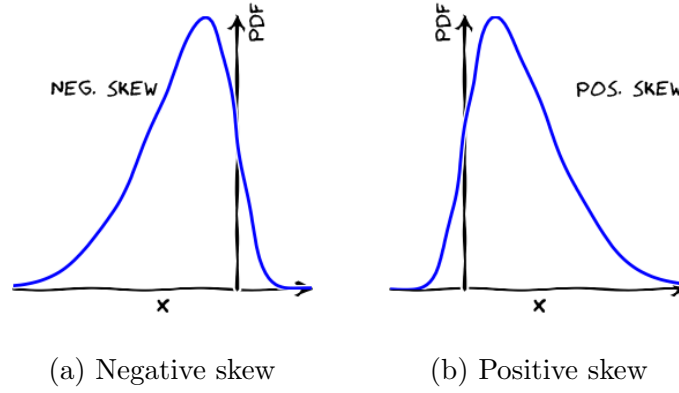 PDF
NEG. SKEW
X
(a) Negative skew
PDF
POS. SKEW
X
(b) Positive skew